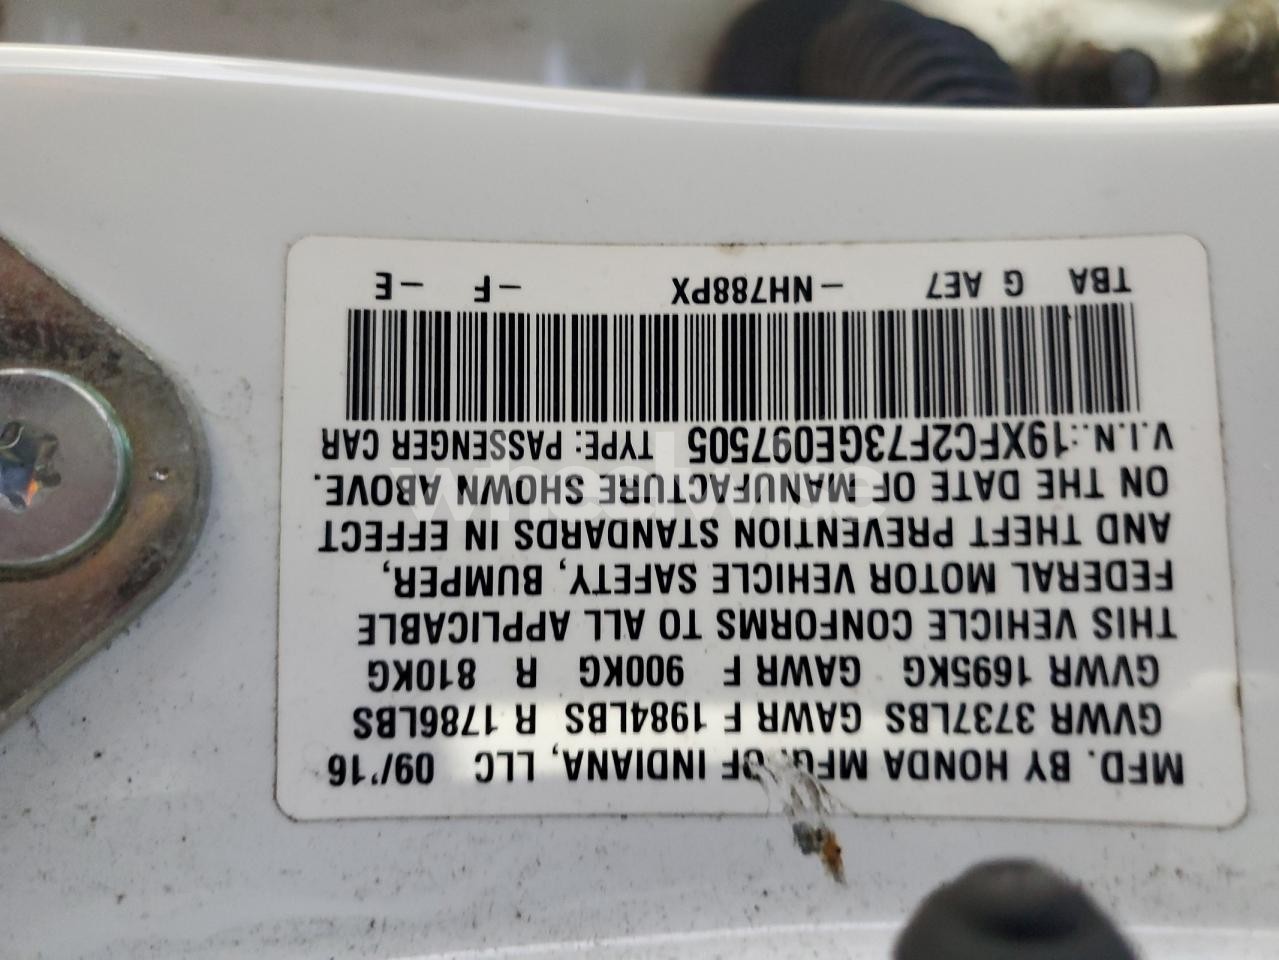 MFD. BY HONDA MFG. OF INDIANA, LLC 09/'16
GVWR 3737LBS GAWR F 1984LBS R 1786LBS
GVWR 1695KG GAWR F 900KG R 810KG
THIS VEHICLE CONFORMS TO ALL APPLICABLE
FEDERAL MOTOR VEHICLE SAFETY, BUMPER,
AND THEFT PREVENTION STANDARDS IN EFFECT
ON THE DATE OF MANUFACTURE SHOWN ABOVE.
V.I.N.:19XFC2F73GE097505 TYPE: PASSENGER CAR
TBA G AE7 –NH788PX –F –E